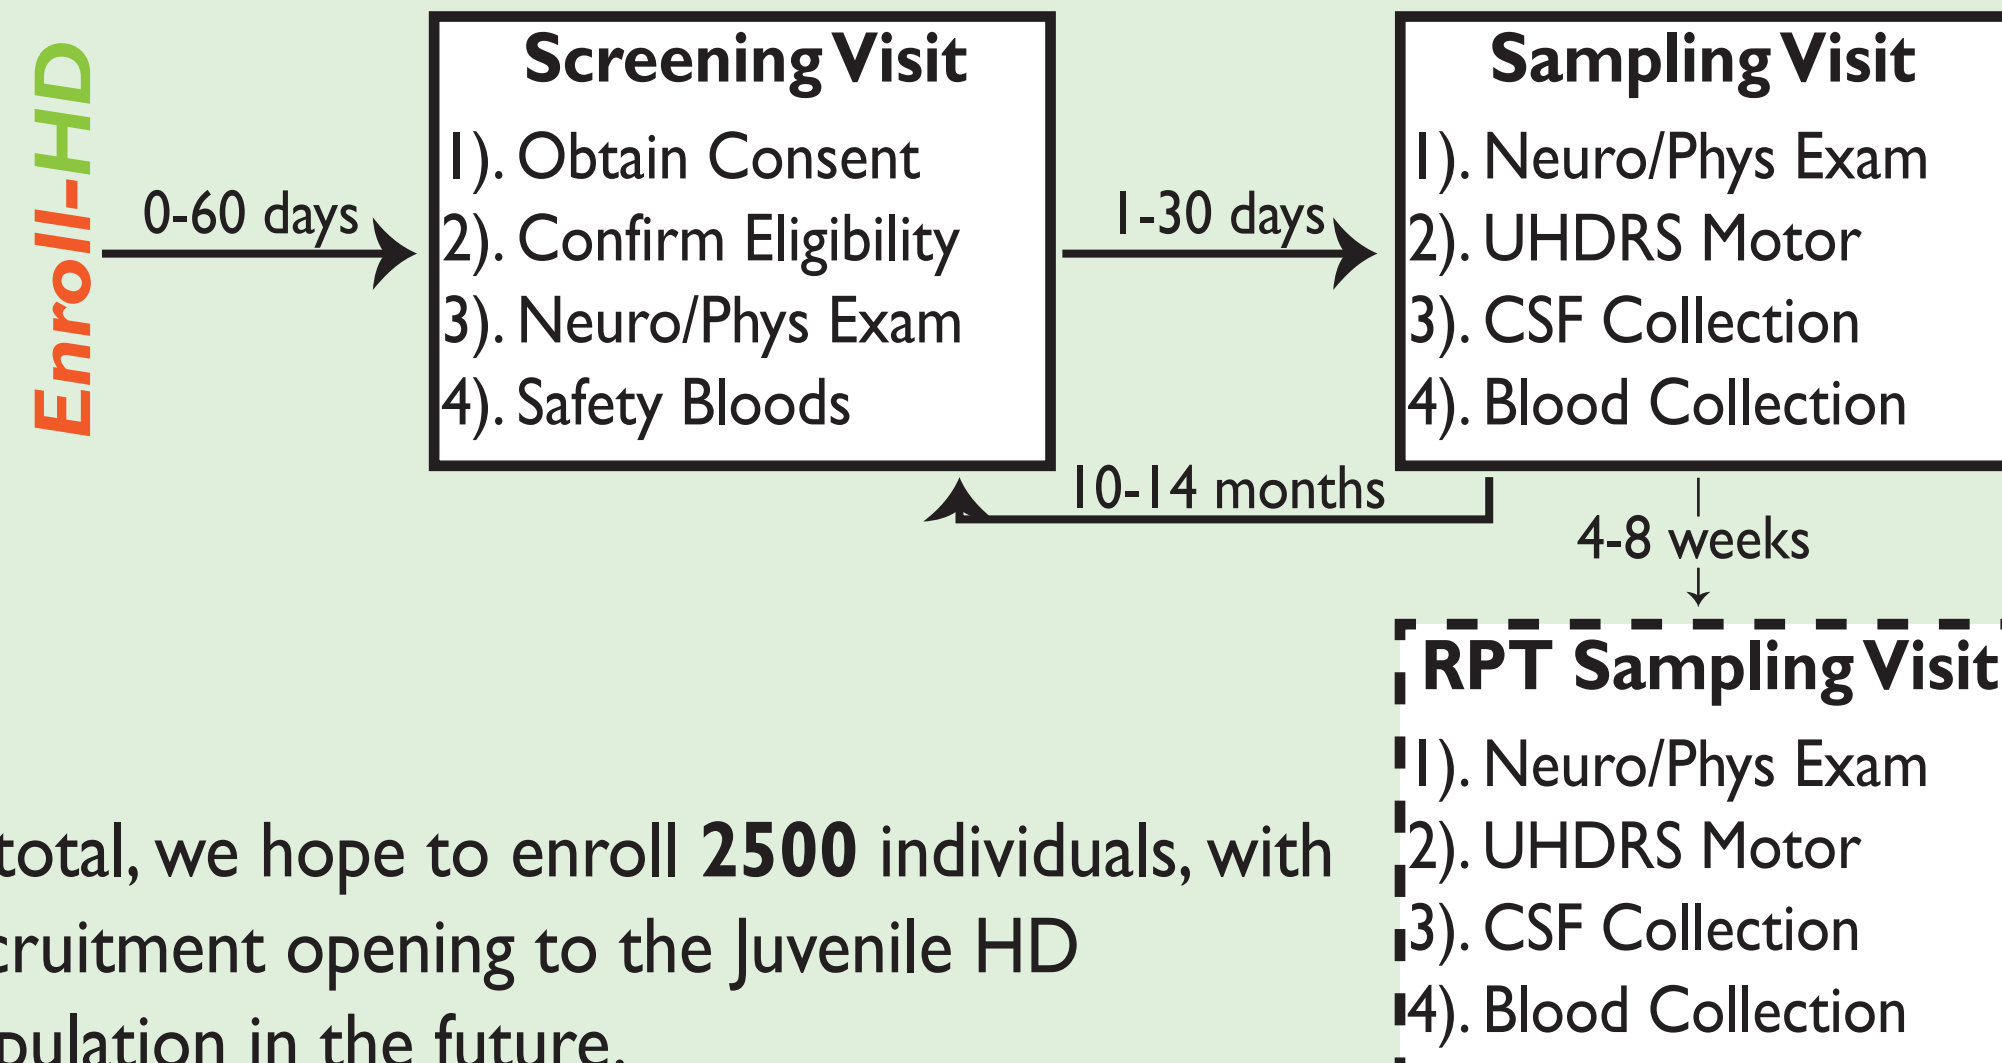 Enroll-HD
0-60 days
Screening Visit
1). Obtain Consent
2). Confirm Eligibility
3). Neuro/Phys Exam
4). Safety Bloods
1-30 days
Sampling Visit
1). Neuro/Phys Exam
2). UHDRS Motor
3). CSF Collection
4). Blood Collection
10-14 months
4-8 weeks
RPT Sampling Visit
1). Neuro/Phys Exam
2). UHDRS Motor
3). CSF Collection
4). Blood Collection
total, we hope to enroll 2500 individuals, with
cruitment opening to the Juvenile HD
pulation in the future.